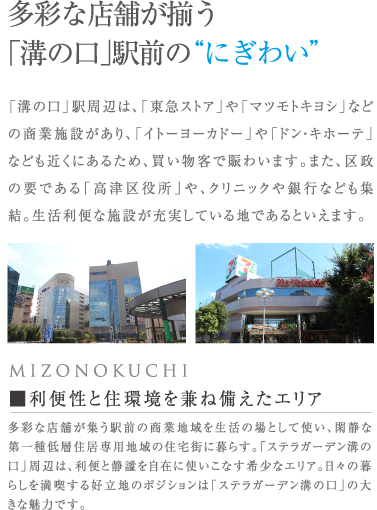 多彩な店舗が揃う
「溝の口」駅前の“にぎわい”
「溝の口」駅周辺は、「東急ストア」や「マツモトキヨシ」など
の商業施設があり、「イトーヨーカドー」や「ドン・キホーテ」
なども近くにあるため、買い物客で賑わいます。また、区政
の要である「高津区役所」や、クリニックや銀行なども集
結。生活利便な施設が充実している地であるといえます。
Ito Yokado
MIZONOKUCHI
■利便性と住環境を兼ね備えたエリア
多彩な店舗が集う駅前の商業地域を生活の場として使い、閑静な
第一種低層住居専用地域の住宅街に暮らす。「ステラガーデン溝の
口」周辺は、利便と静謐を自在に使いこなす希少なエリア。日々の暮
らしを満喫する好立地のポジションは「ステラガーデン溝の口」の大
きな魅力です。